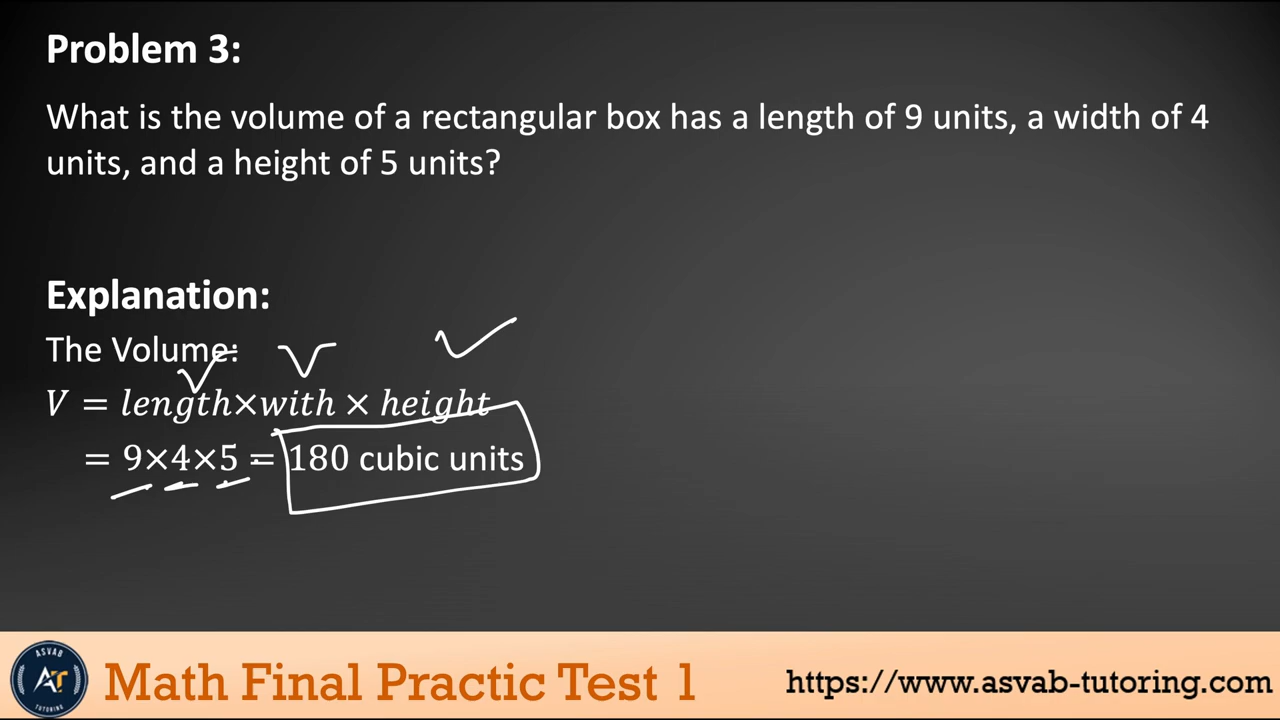 Problem 3:
What is the volume of a rectangular box has a length of 9 units, a width of 4
units, and a height of 5 units?
Explanation:
The Volume:
V = length×with × height
= 9×4×5 = 180 cubic units
ASVAB
AT
TUTORING
Math Final Practic Test 1
https://www.asvab-tutoring.com